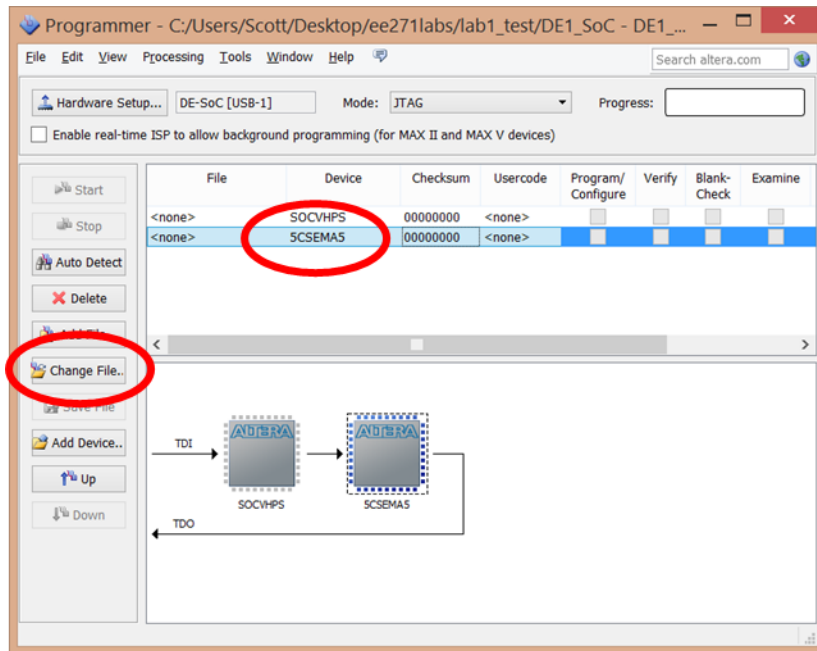 Programmer - C:/Users/Scott/Desktop/ee271labs/lab1_test/DE1_SoC - DE1_...
File Edit View Processing Tools Window Help
Search altera.com
Hardware Setup... DE-SoC [USB-1] Mode: JTAG Progress:
Enable real-time ISP to allow background programming (for MAX II and MAX V devices)
File Device Checksum Usercode Program/ Verify Blank- Examine
Configure Check
<none> SOCVHPS 00000000 <none>
<none> 5CSEMA5 00000000 <none>
Start
Stop
Auto Detect
Delete
Add File...
Change File..
Save File
Add Device..
Up
Down
ALTERA ALTERA
TDI
SOCVHPS 5CSEMA5
TDO